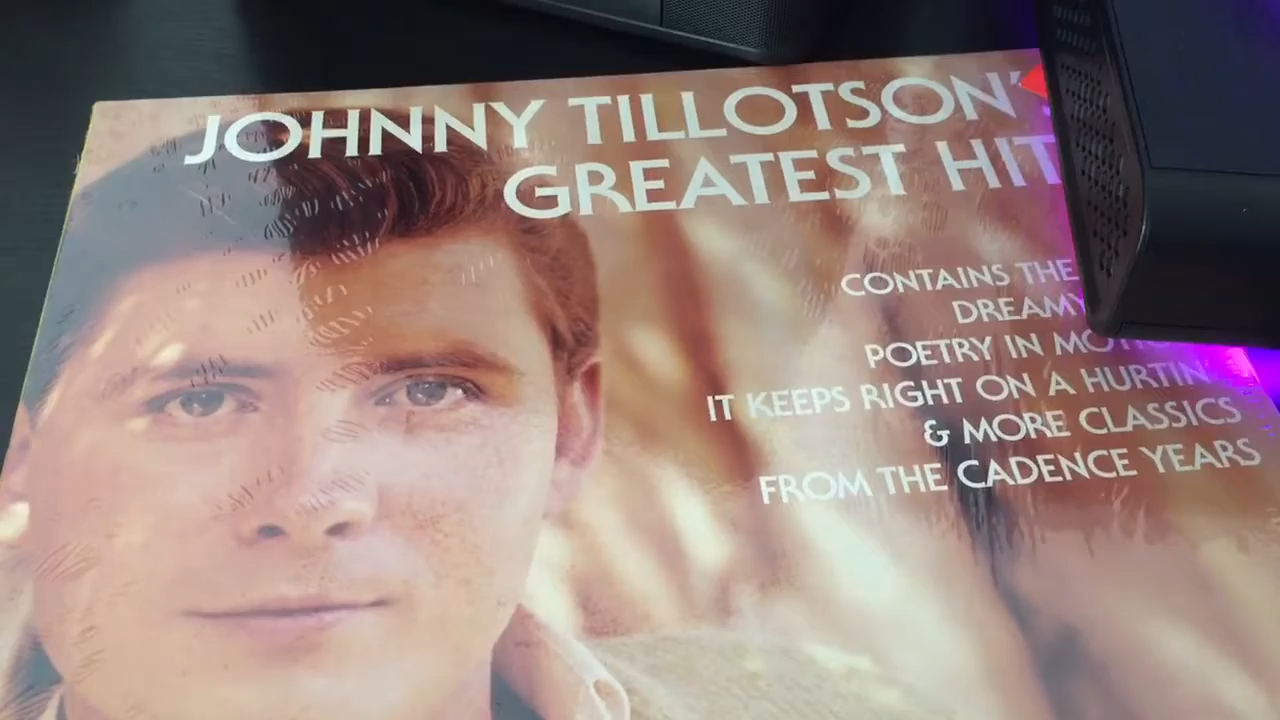 JOHNNY TILLOTSON'
GREATEST HIT
CONTAINS THE
DREAMY
POETRY IN MOTIO
IT KEEPS RIGHT ON A HURTIN
& MORE CLASSICS
FROM THE CADENCE YEARS